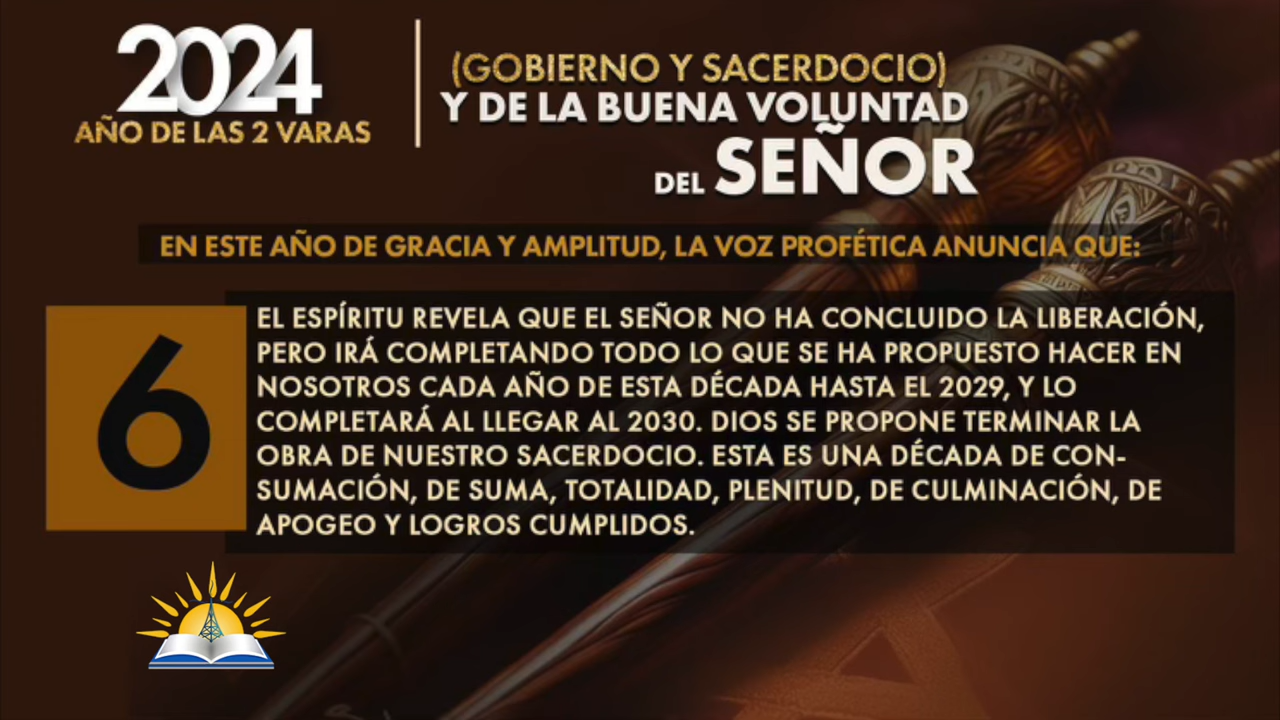 2024
AÑO DE LAS 2 VARAS
(GOBIERNO Y SACERDOCIO)
Y DE LA BUENA VOLUNTAD
DEL SEÑOR
EN ESTE AÑO DE GRACIA Y AMPLITUD, LA VOZ PROFÉTICA ANUNCIA QUE:
6
EL ESPÍRITU REVELA QUE EL SEÑOR NO HA CONCLUIDO LA LIBERACIÓN,
PERO IRÁ COMPLETANDO TODO LO QUE SE HA PROPUESTO HACER EN
NOSOTROS CADA AÑO DE ESTA DÉCADA HASTA EL 2029, Y LO
COMPLETARÁ AL LLEGAR AL 2030. DIOS SE PROPONE TERMINAR LA
OBRA DE NUESTRO SACERDOCIO. ESTA ES UNA DÉCADA DE CON-
SUMACIÓN, DE SUMA, TOTALIDAD, PLENITUD, DE CULMINACIÓN, DE
APOGEO Y LOGROS CUMPLIDOS.